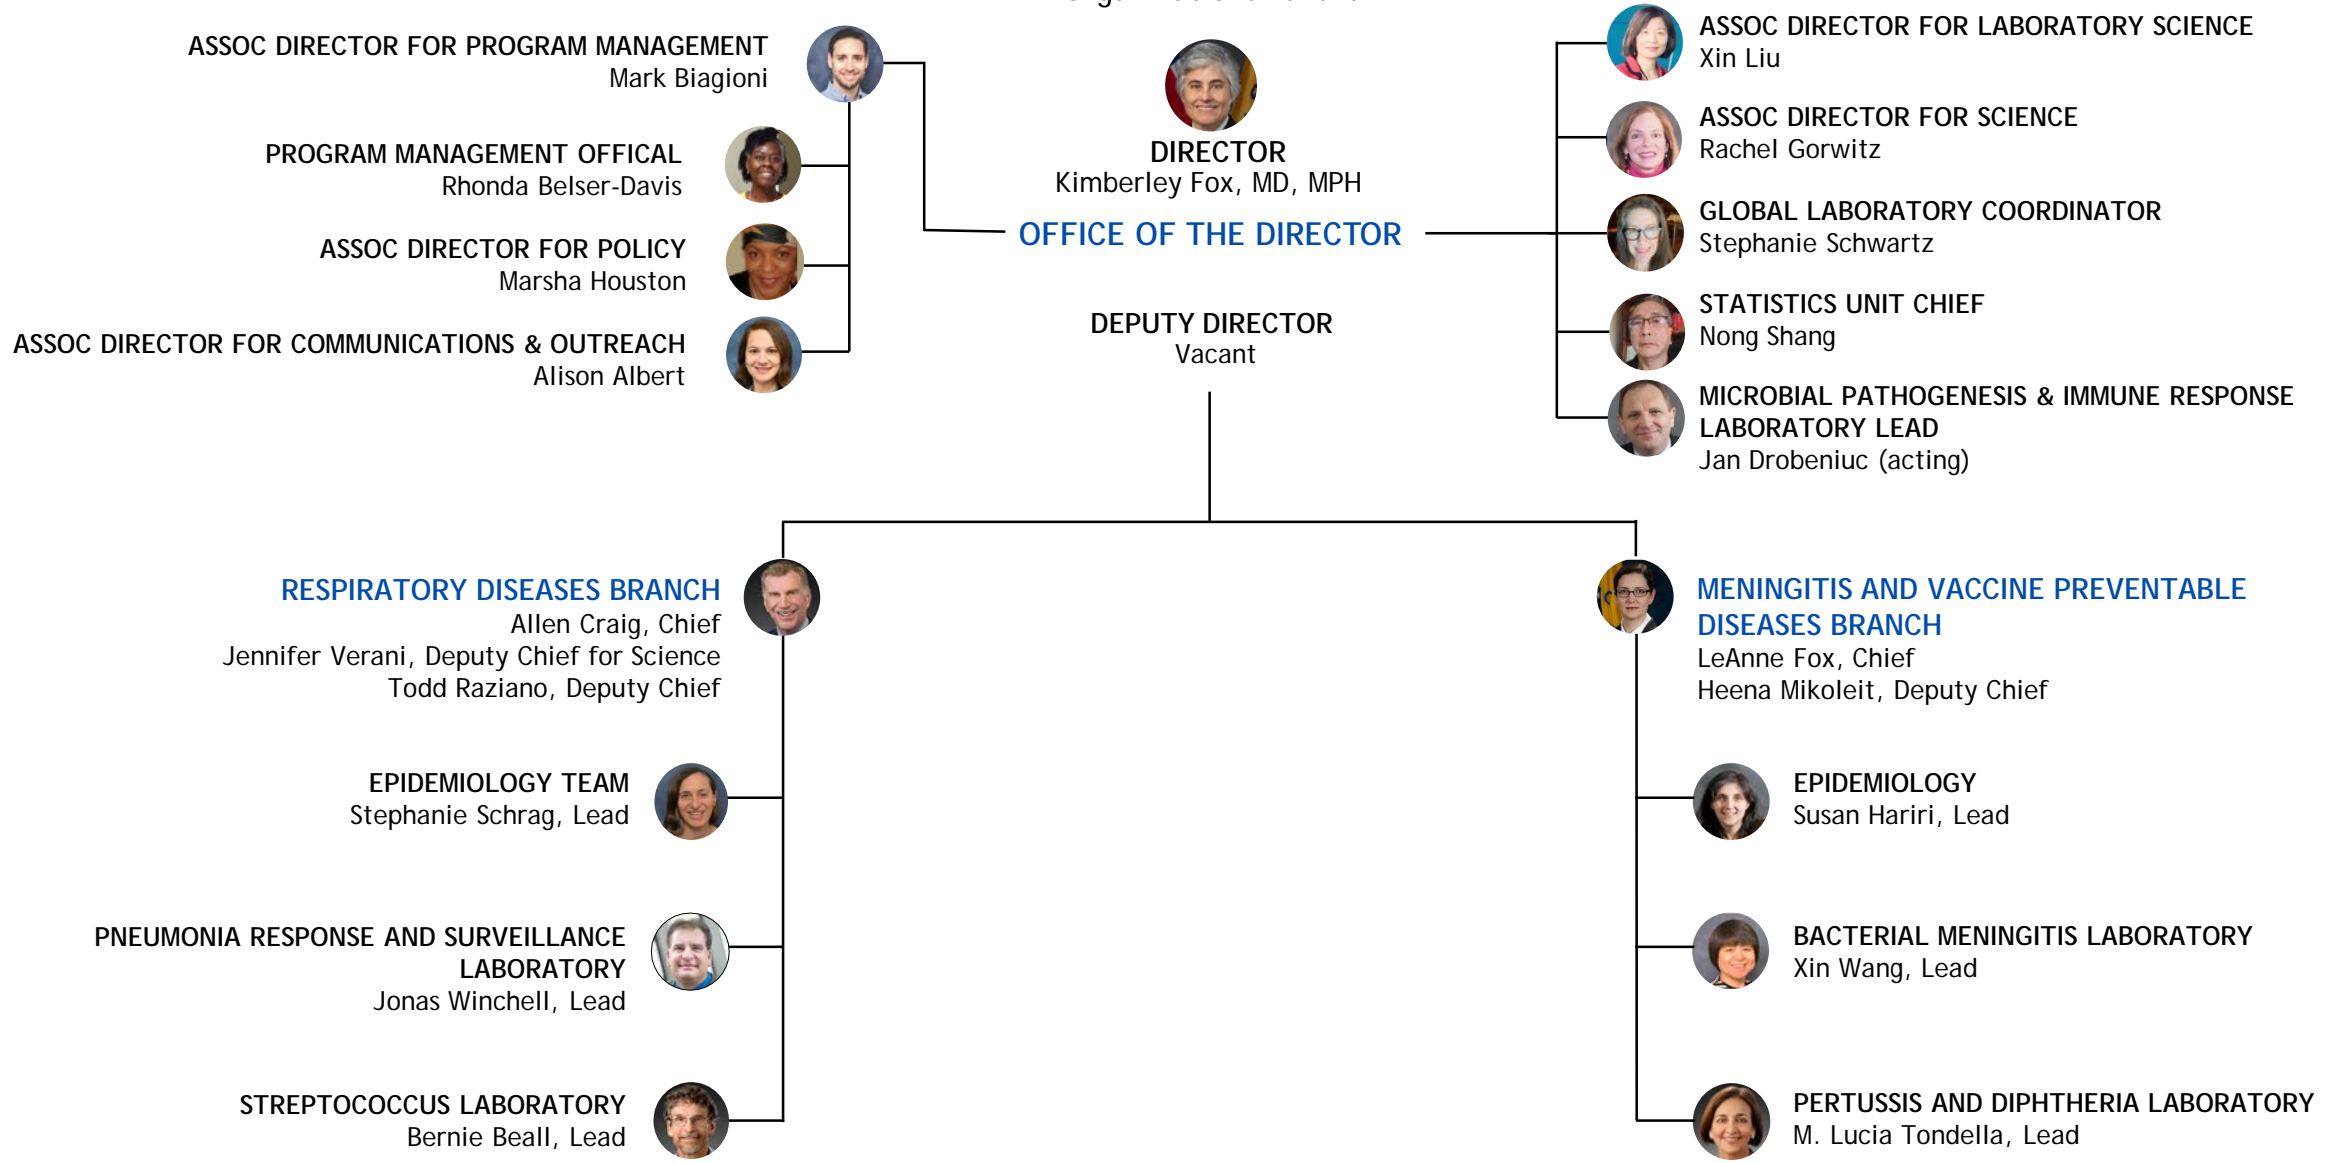 ASSOC DIRECTOR FOR PROGRAM MANAGEMENT
Mark Biagioni
PROGRAM MANAGEMENT OFFICAL
Rhonda Belser-Davis
ASSOC DIRECTOR FOR POLICY
Marsha Houston
ASSOC DIRECTOR FOR COMMUNICATIONS & OUTREACH
Alison Albert
DIRECTOR
Kimberley Fox, MD, MPH
OFFICE OF THE DIRECTOR
DEPUTY DIRECTOR
Vacant
ASSOC DIRECTOR FOR LABORATORY SCIENCE
Xin Liu
ASSOC DIRECTOR FOR SCIENCE
Rachel Gorwitz
GLOBAL LABORATORY COORDINATOR
Stephanie Schwartz
STATISTICS UNIT CHIEF
Nong Shang
MICROBIAL PATHOGENESIS & IMMUNE RESPONSE
LABORATORY LEAD
Jan Drobeniuc (acting)
RESPIRATORY DISEASES BRANCH
Allen Craig, Chief
Jennifer Verani, Deputy Chief for Science
Todd Raziano, Deputy Chief
EPIDEMIOLOGY TEAM
Stephanie Schrag, Lead
PNEUMONIA RESPONSE AND SURVEILLANCE
LABORATORY
Jonas Winchell, Lead
STREPTOCOCCUS LABORATORY
Bernie Beall, Lead
MENINGITIS AND VACCINE PREVENTABLE
DISEASES BRANCH
LeAnne Fox, Chief
Heena Mikoleit, Deputy Chief
EPIDEMIOLOGY
Susan Hariri, Lead
BACTERIAL MENINGITIS LABORATORY
Xin Wang, Lead
PERTUSSIS AND DIPHTHERIA LABORATORY
M. Lucia Tondella, Lead